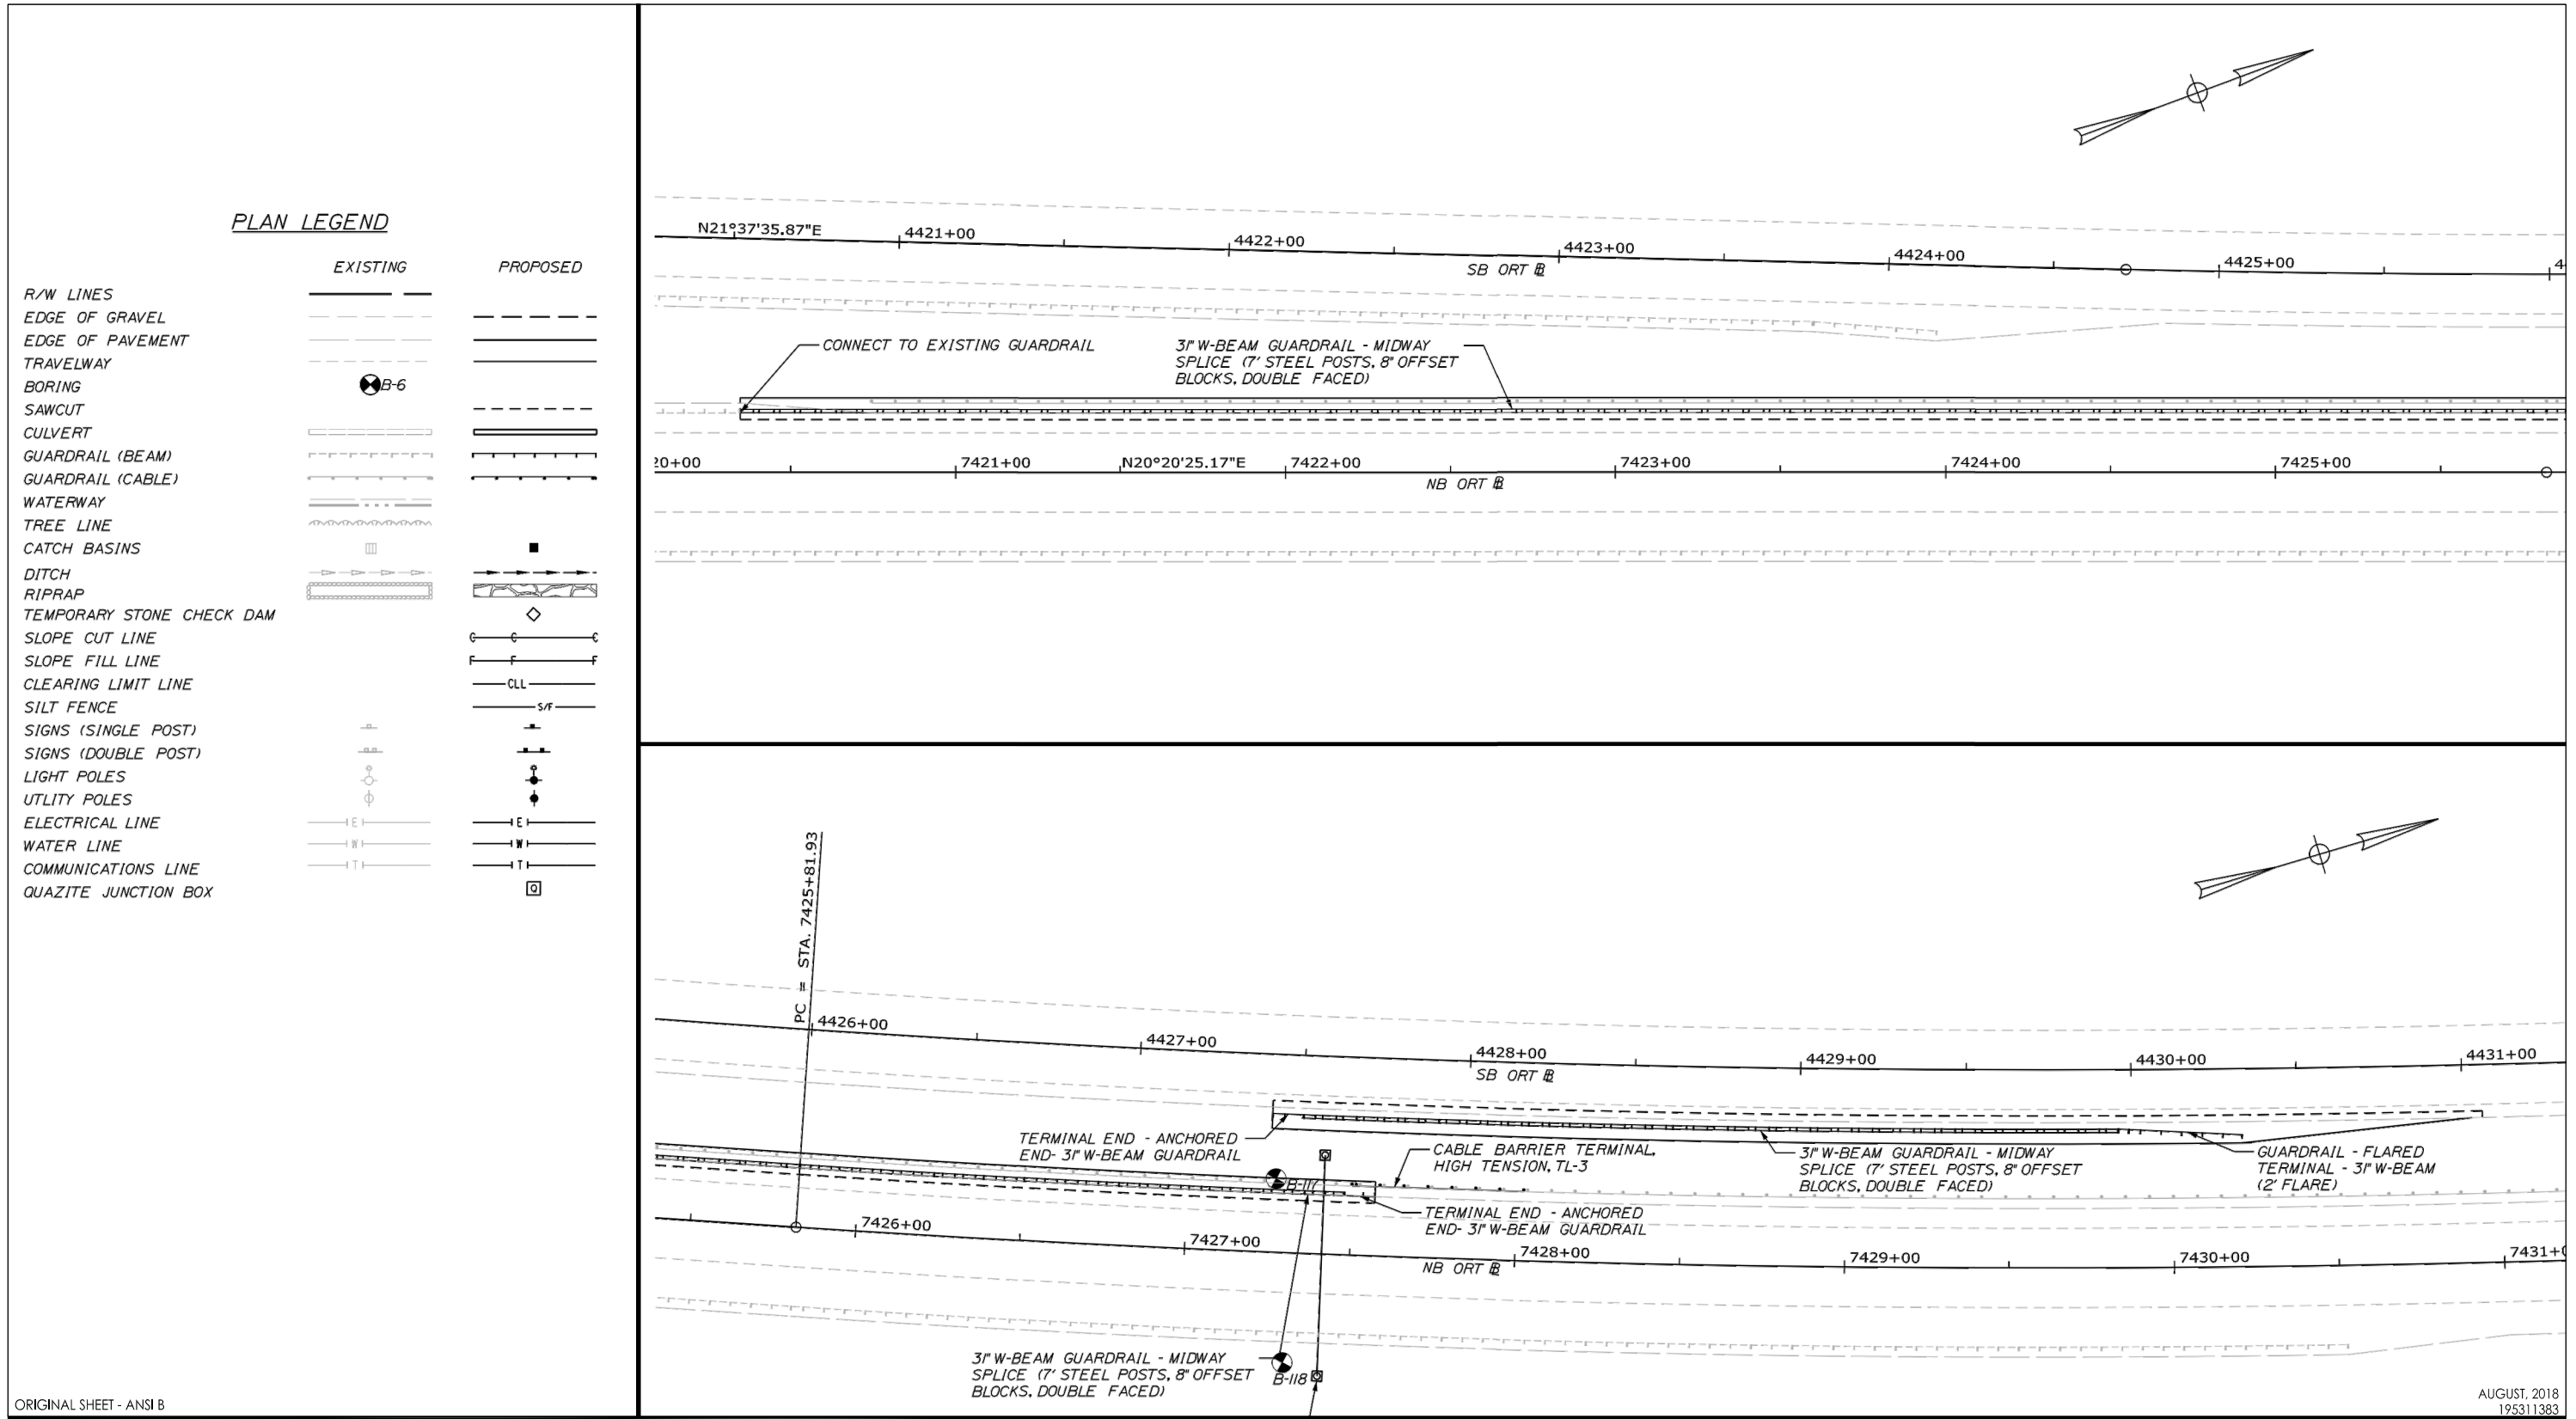 PLAN LEGEND
EXISTING PROPOSED
R/W LINES
EDGE OF GRAVEL
EDGE OF PAVEMENT
TRAVELWAY
BORING B-6
SAWCUT
CULVERT
GUARDRAIL (BEAM)
GUARDRAIL (CABLE)
WATERWAY
TREE LINE
CATCH BASINS
DITCH
RIPRAP
TEMPORARY STONE CHECK DAM
SLOPE CUT LINE C C C
SLOPE FILL LINE F F F
CLEARING LIMIT LINE CLL
SILT FENCE S/F
SIGNS (SINGLE POST)
SIGNS (DOUBLE POST)
LIGHT POLES
UTLITY POLES
ELECTRICAL LINE E E
WATER LINE W W
COMMUNICATIONS LINE T T
QUAZITE JUNCTION BOX Q
ORIGINAL SHEET - ANSI B
N21°37'35.87"E 4421+00 4422+00 4423+00 4424+00 4425+00 4
SB ORT BL
CONNECT TO EXISTING GUARDRAIL
31" W-BEAM GUARDRAIL - MIDWAY
SPLICE (7' STEEL POSTS, 8" OFFSET
BLOCKS, DOUBLE FACED)
20+00 7421+00 N20°20'25.17"E 7422+00 7423+00 7424+00 7425+00
NB ORT BL
PC = STA. 7425+81.93
4426+00 4427+00 4428+00 4429+00 4430+00 4431+00
SB ORT BL
TERMINAL END - ANCHORED
END- 31" W-BEAM GUARDRAIL
CABLE BARRIER TERMINAL,
HIGH TENSION, TL-3
31" W-BEAM GUARDRAIL - MIDWAY
SPLICE (7' STEEL POSTS, 8" OFFSET
BLOCKS, DOUBLE FACED)
GUARDRAIL - FLARED
TERMINAL - 31" W-BEAM
(2' FLARE)
B-117
TERMINAL END - ANCHORED
END- 31" W-BEAM GUARDRAIL
7426+00 7427+00 7428+00 7429+00 7430+00 7431+0
NB ORT BL
31" W-BEAM GUARDRAIL - MIDWAY
SPLICE (7' STEEL POSTS, 8" OFFSET
BLOCKS, DOUBLE FACED)
B-118
AUGUST, 2018
195311383